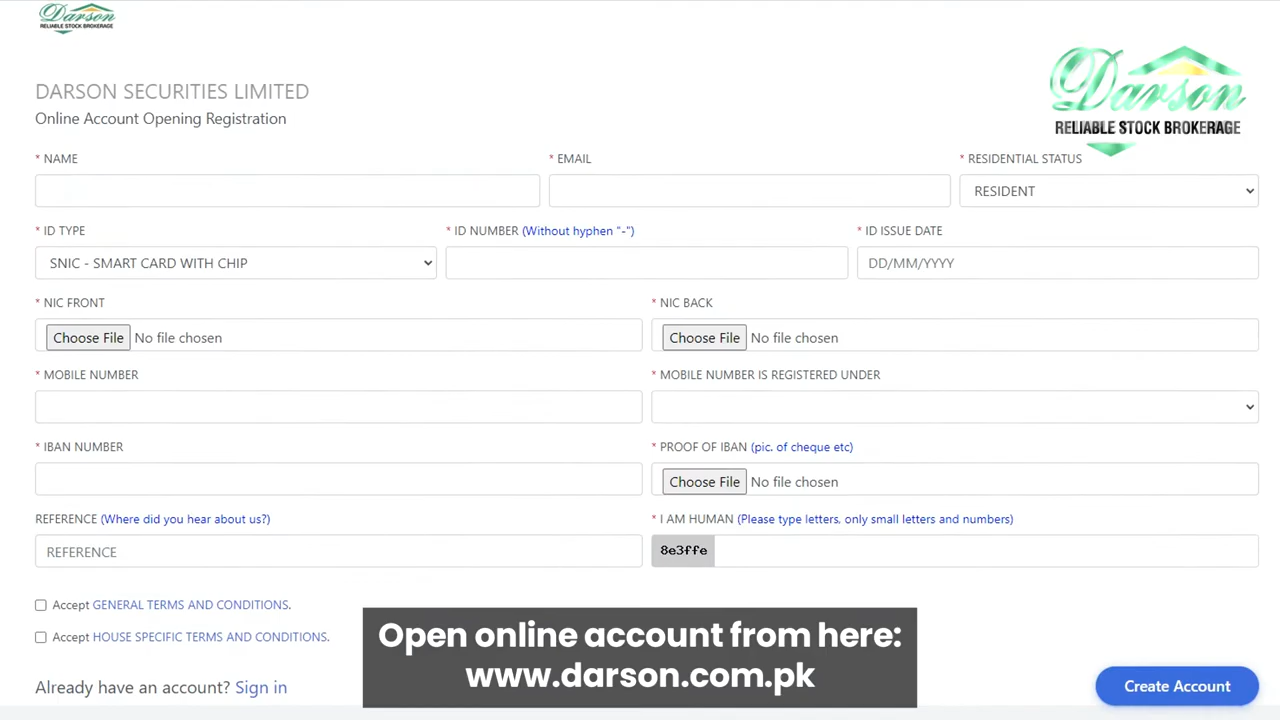 Darson
RELIABLE STOCK BROKERAGE
Darson
RELIABLE STOCK BROKERAGE
DARSON SECURITIES LIMITED
Online Account Opening Registration
* NAME
* EMAIL
* RESIDENTIAL STATUS
RESIDENT
* ID TYPE
* ID NUMBER (Without hyphen "-")
* ID ISSUE DATE
SNIC - SMART CARD WITH CHIP
DD/MM/YYYY
* NIC FRONT
* NIC BACK
Choose File No file chosen
Choose File No file chosen
* MOBILE NUMBER
* MOBILE NUMBER IS REGISTERED UNDER
* IBAN NUMBER
* PROOF OF IBAN (pic. of cheque etc)
Choose File No file chosen
REFERENCE (Where did you hear about us?)
* I AM HUMAN (Please type letters, only small letters and numbers)
REFERENCE
8e3ffe
Accept GENERAL TERMS AND CONDITIONS.
Accept HOUSE SPECIFIC TERMS AND CONDITIONS.
Open online account from here:
www.darson.com.pk
Already have an account? Sign in
Create Account